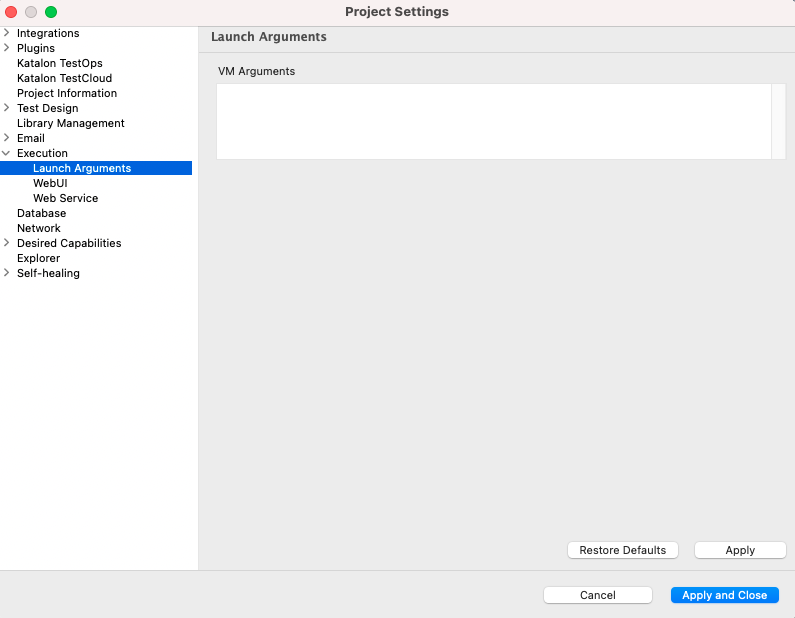 Project Settings
Integrations
Plugins
Katalon TestOps
Katalon TestCloud
Project Information
Test Design
Library Management
Email
Execution
Launch Arguments
WebUI
Web Service
Database
Network
Desired Capabilities
Explorer
Self-healing
Launch Arguments
VM Arguments
Restore Defaults
Apply
Cancel
Apply and Close